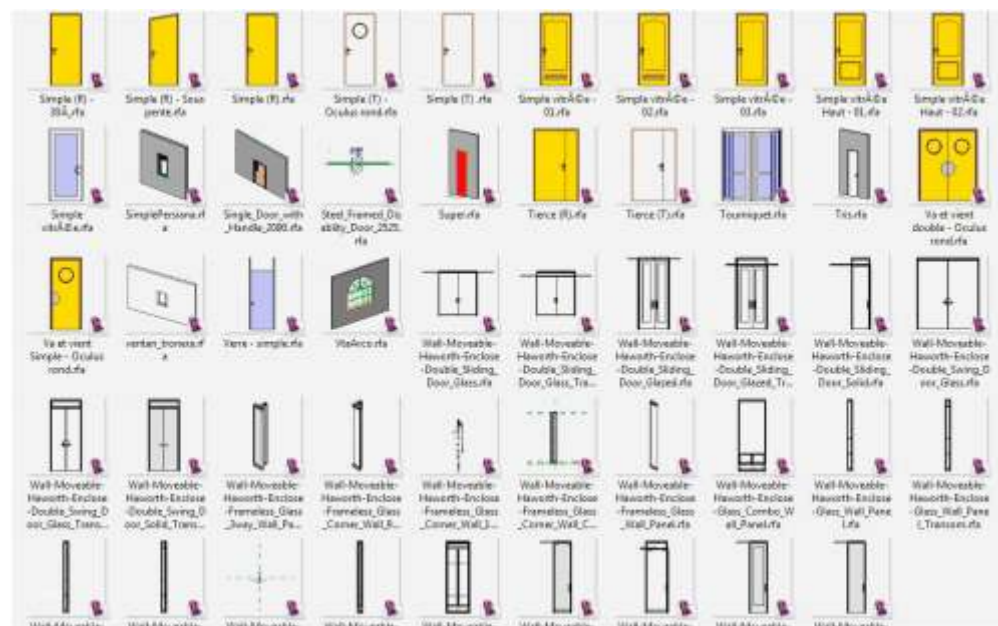 Simple (R) -
Simple (R) - Sous
pente.rfa
Simple (R).rfa
Simple (T) -
Oculus rond.rfa
Simple (T) .rfa
Simple vitrÃ©e -
01.rfa
Simple vitrÃ©e -
02.rfa
Simple vitrÃ©e -
03.rfa
Simple vitrÃ©e
Haut - 01.rfa
Simple vitrÃ©e
Haut - 02.rfa
Simple
vitrÃ©e.rfa
SimplePersiana.rf
a
Single_Door_with
_Handle_2086.rfa
Steel_Framed_Dis
ability_Door_2525.
rfa
Super.rfa
Tierce (R).rfa
Tierce (T).rfa
Tourniquet.rfa
Tris.rfa
Va et vient
double - Oculus
rond.rfa
Va et vient
Simple - Oculus
rond.rfa
ventan_tronera.rf
a
Verre - simple.rfa
VtaArco.rfa
Wall-Moveable-
Haworth-Enclose
-Double_Sliding_
Door_Glass.rfa
Wall-Moveable-
Haworth-Enclose
-Double_Sliding_
Door_Glass_Tra...
Wall-Moveable-
Haworth-Enclose
-Double_Sliding_
Door_Glazed.rfa
Wall-Moveable-
Haworth-Enclose
-Double_Sliding_
Door_Glazed_Tr...
Wall-Moveable-
Haworth-Enclose
-Double_Sliding_
Door_Solid.rfa
Wall-Moveable-
Haworth-Enclose
-Double_Swing_D
oor_Glass.rfa
Wall-Moveable-
Haworth-Enclose
-Double_Swing_D
oor_Glass_Trans...
Wall-Moveable-
Haworth-Enclose
-Double_Swing_D
oor_Solid_Trans...
Wall-Moveable-
Haworth-Enclose
-Frameless_Glass
_3way_Wall_Pa...
Wall-Moveable-
Haworth-Enclose
-Frameless_Glass
_Corner_Wall_P...
Wall-Moveable-
Haworth-Enclose
-Frameless_Glass
_Corner_Wall_1...
Wall-Moveable-
Haworth-Enclose
-Frameless_Glass
_Corner_Wall_C...
Wall-Moveable-
Haworth-Enclose
-Frameless_Glass
_Wall_Panel.rfa
Wall-Moveable-
Haworth-Enclose
-Glass_Combo_W
all_Panel.rfa
Wall-Moveable-
Haworth-Enclose
-Glass_Wall_Pane
l.rfa
Wall-Moveable-
Haworth-Enclose
-Glass_Wall_Pane
l_Transom.rfa